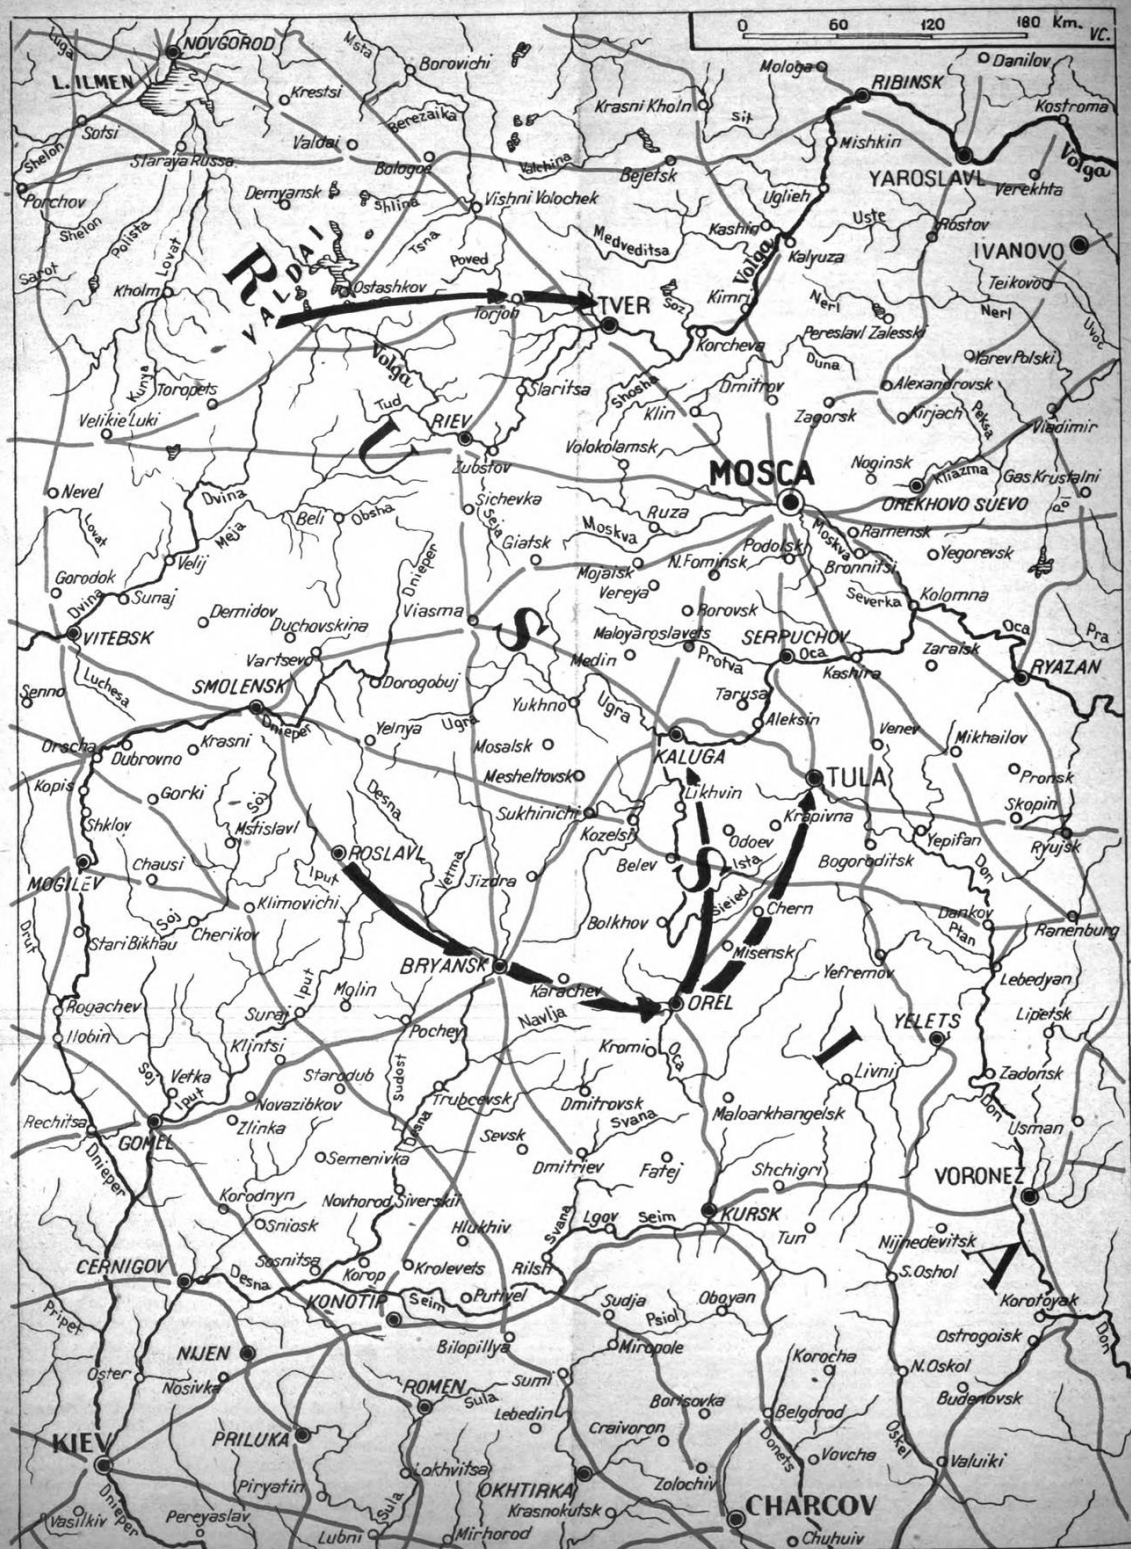 0 60 120 180 Km.
VC.
Luga
NOVGOROD
Msta
Borovichi
Mologa
Danilov
L. ILMEN
Krestsi
Krasni Kholm
RIBINSK
Kostroma
Sotsi
Berezaika
Sit
Shelon
Staraya Russa
Valdai
Bologoe
Valchina
Bejetsk
Mishkin
Volga
YAROSLAVL
Verekhta
Porchov
Demyansk
Shlina
Vishni Volochek
Uglieh
Shelon
Polista
Lovat
Tsna
Medveditsa
Kashin
Uste
Rostov
IVANOVO
Sarot
R
VALDAI
Poved
Volga
Kalyuza
Teikovo
Kholm
Ostashkov
Torjok
TVER
Soz
Kimri
Nerl
Nerl
Pereslavl Zalesski
Uvoc
Korcheva
Volga
Kunya
Toropets
Slaritsa
Shosha
Dmitrov
Duna
Yarev Polski
Alexandrovsk
Tud
Klin
Zagorsk
Kirjach
Peksa
Vladimir
Velikie Luki
U
RIEV
Zubstov
Volokolamsk
MOSCA
Noginsk
Kliazma
Gas Krustalni
OREKHOVO SUEVO
Nevel
Dvina
Sichevka
Beli
Obsha
Seja
Ruza
Moskva
Lovat
Meja
Giatsk
Moskva
Ramensk
Pol
Velij
Dnieper
Mojaisk
N. Fominsk
Podolsk
Bronnitsi
Yegorevsk
Gorodok
Vereya
Dvina
Sunaj
Viasma
S
Borovsk
Severka
Kolomna
VITEBSK
Demidov
Duchovskina
Maloyaroslavets
SERPUCHOV
Oca
Oca
Pra
Vartsevo
Medin
Protva
Kashira
Zaraisk
RYAZAN
Luchesa
Senno
SMOLENSK
Dorogobuj
Yukhno
Ugra
Tarusa
Aleksin
Dnieper
Ugra
Orscha
Dubrovno
Krasni
Yelnya
Mosalsk
KALUGA
Venev
Mikhailov
Kopis
Gorki
Soj
Desna
Mesheltovsk
Likhvin
TULA
Pronsk
Shklov
Mstislavl
Sukhinichi
Kozelsk
Krapivna
Skopin
Odoev
Yepifan
Ryujsk
MOGILEV
Chausi
ROSLAVL
Iput
Vetma
Jizdra
Belev
S
Ista
Bogoroditsk
Don
Klimovichi
Sieied
Chern
Drut
Soj
Cherikov
Bolkhov
Dankov
Ptan
Ranenburg
Stari Bikhau
BRYANSK
Misensk
Yefremov
Lebedyan
Rogachev
Iput
Molin
Karachev
OREL
Suraj
Navlja
Pochey
YELETS
Lipetsk
Ilobin
Klintsi
Kromi
Oca
I
Livni
Soj
Vetka
Iput
Starodub
Sudost
Trubcevsk
Dmitrovsk
Zadonsk
Novazibkov
Maloarkhangelsk
Don
Rechitsa
GOMEL
Zlinka
Desna
Sevsk
Svana
Usman
Dnieper
Semenivka
Dmitriev
Fatej
Shchigri
VORONEZ
Korodnyn
Novhorod Siverskii
KURSK
Sniosk
Hlukhiv
Svana
Lgov
Seim
Tun
Nijnedevitsk
A
CERNIGOV
Sosnitsa
Korop
Krolevets
Rilsh
S. Oshol
Desna
KONOTIP
Seim
Putivel
Sudja
Oboyan
Psiol
Korotoyak
Pripet
Ostrogoisk
Don
NIJEN
Bilopillya
Miropole
Korocha
N. Oskol
Oster
Nosivka
ROMEN
Sula
Sumi
Budenovsk
Lebedin
Borisovka
Belgorod
KIEV
PRILUKA
Craivoron
Donets
Oskel
Vovcha
Valuiki
Lokhvitsa
OKHTIRKA
Zolochiv
Piryatin
Dnieper
Sula
Krasnokutsk
CHARCOV
Vasilkiv
Pereyaslav
Lubni
Mirhorod
Chuhuiv